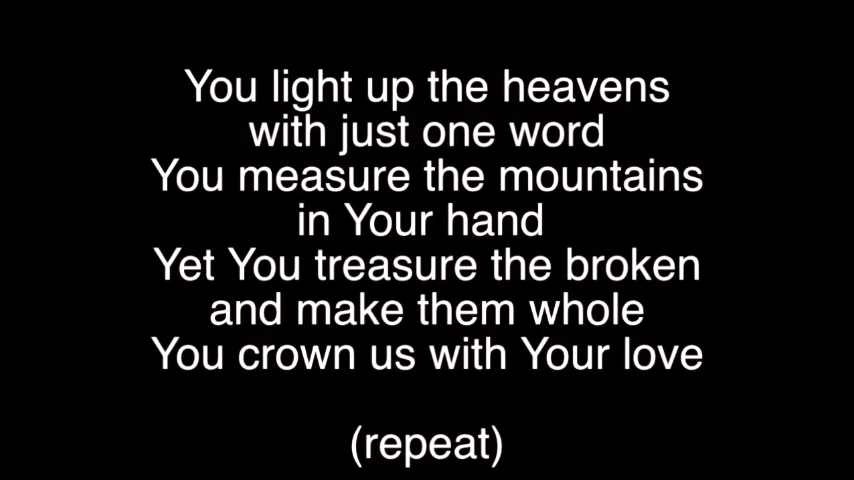 You light up the heavens
with just one word
You measure the mountains
in Your hand
Yet You treasure the broken
and make them whole
You crown us with Your love
(repeat)